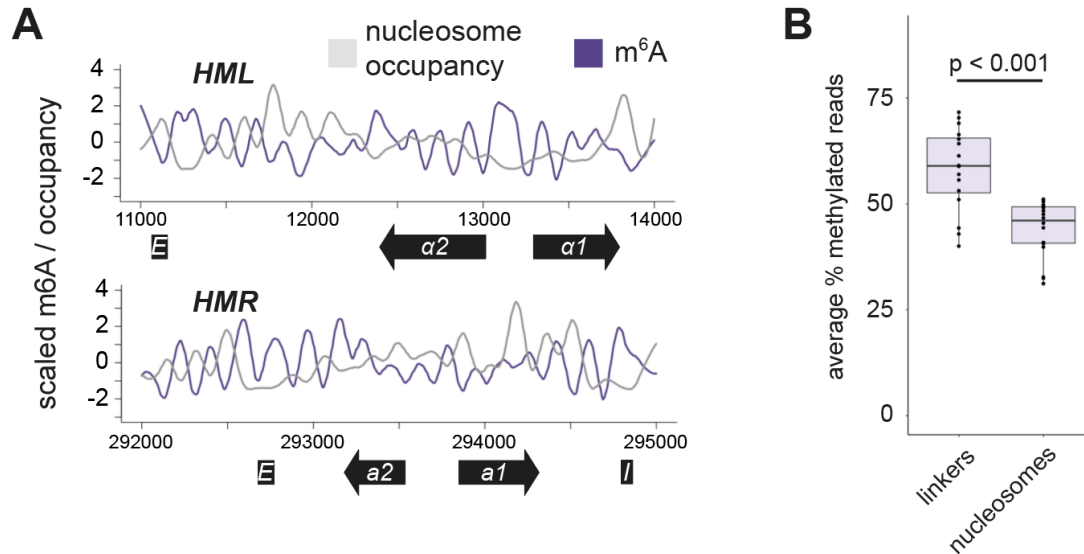 A
nucleosome
occupancy
m⁶A
scaled m6A / occupancy
HML
4
2
0
-2
11000 12000 13000 14000
E α2 α1
HMR
4
2
0
-2
292000 293000 294000 295000
E a2 a1 I
B
p < 0.001
average % methylated reads
75
50
25
0
linkers
nucleosomes